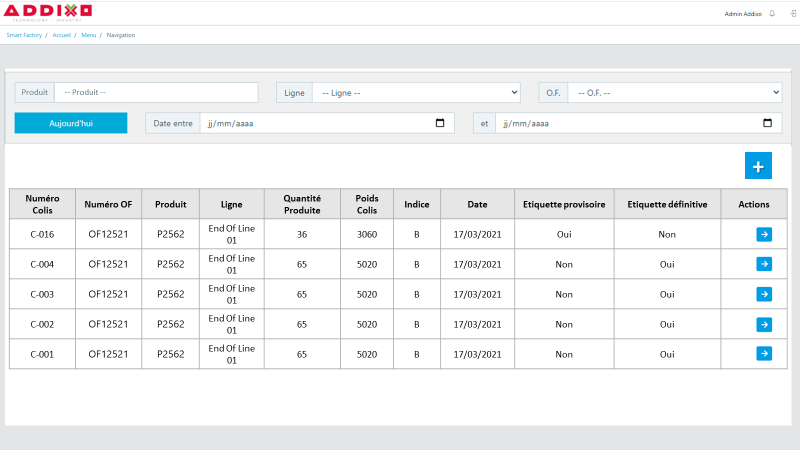 ADDIXO
TECHNOLOGY - INDUSTRY
Admin Addixo
Smart Factory / Accueil / Menu / Navigation
Produit -- Produit -- Ligne -- Ligne -- O.F. -- O.F. --
Aujourd'hui Date entre jj/mm/aaaa et jj/mm/aaaa
+
Numéro Colis Numéro OF Produit Ligne Quantité Produite Poids Colis Indice Date Etiquette provisoire Etiquette définitive Actions
C-016 OF12521 P2562 End Of Line 01 36 3060 B 17/03/2021 Oui Non
C-004 OF12521 P2562 End Of Line 01 65 5020 B 17/03/2021 Non Oui
C-003 OF12521 P2562 End Of Line 01 65 5020 B 17/03/2021 Non Oui
C-002 OF12521 P2562 End Of Line 01 65 5020 B 17/03/2021 Non Oui
C-001 OF12521 P2562 End Of Line 01 65 5020 B 17/03/2021 Non Oui